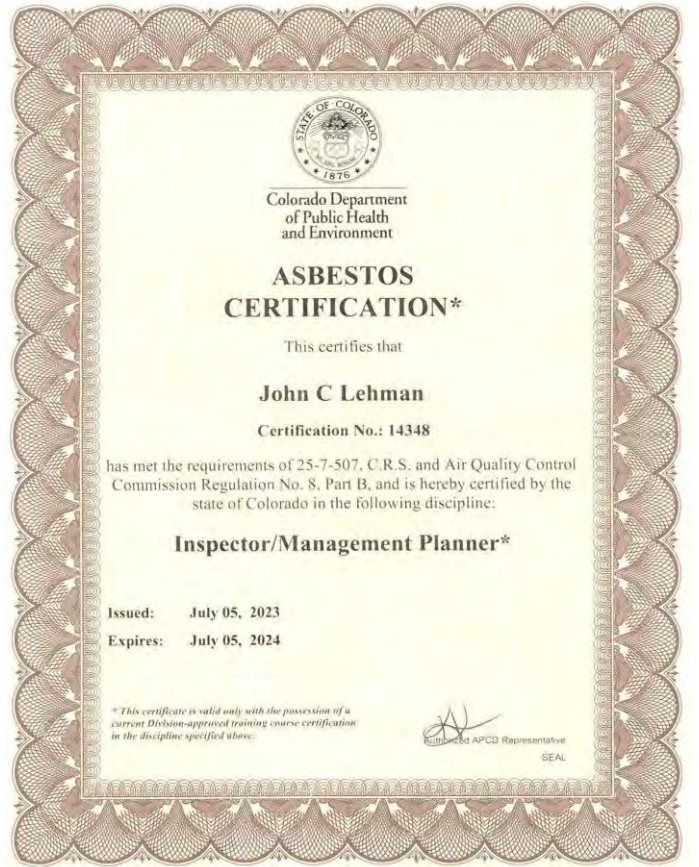 STATE OF COLORADO
1876
Colorado Department
of Public Health
and Environment
ASBESTOS
CERTIFICATION*
This certifies that
John C Lehman
Certification No.: 14348
has met the requirements of 25-7-507, C.R.S. and Air Quality Control
Commission Regulation No. 8, Part B, and is hereby certified by the
state of Colorado in the following discipline:
Inspector/Management Planner*
Issued: July 05, 2023
Expires: July 05, 2024
* This certificate is valid only with the possession of a
current Division-approved training course certification
in the discipline specified above.
Authorized APCD Representative
SEAL